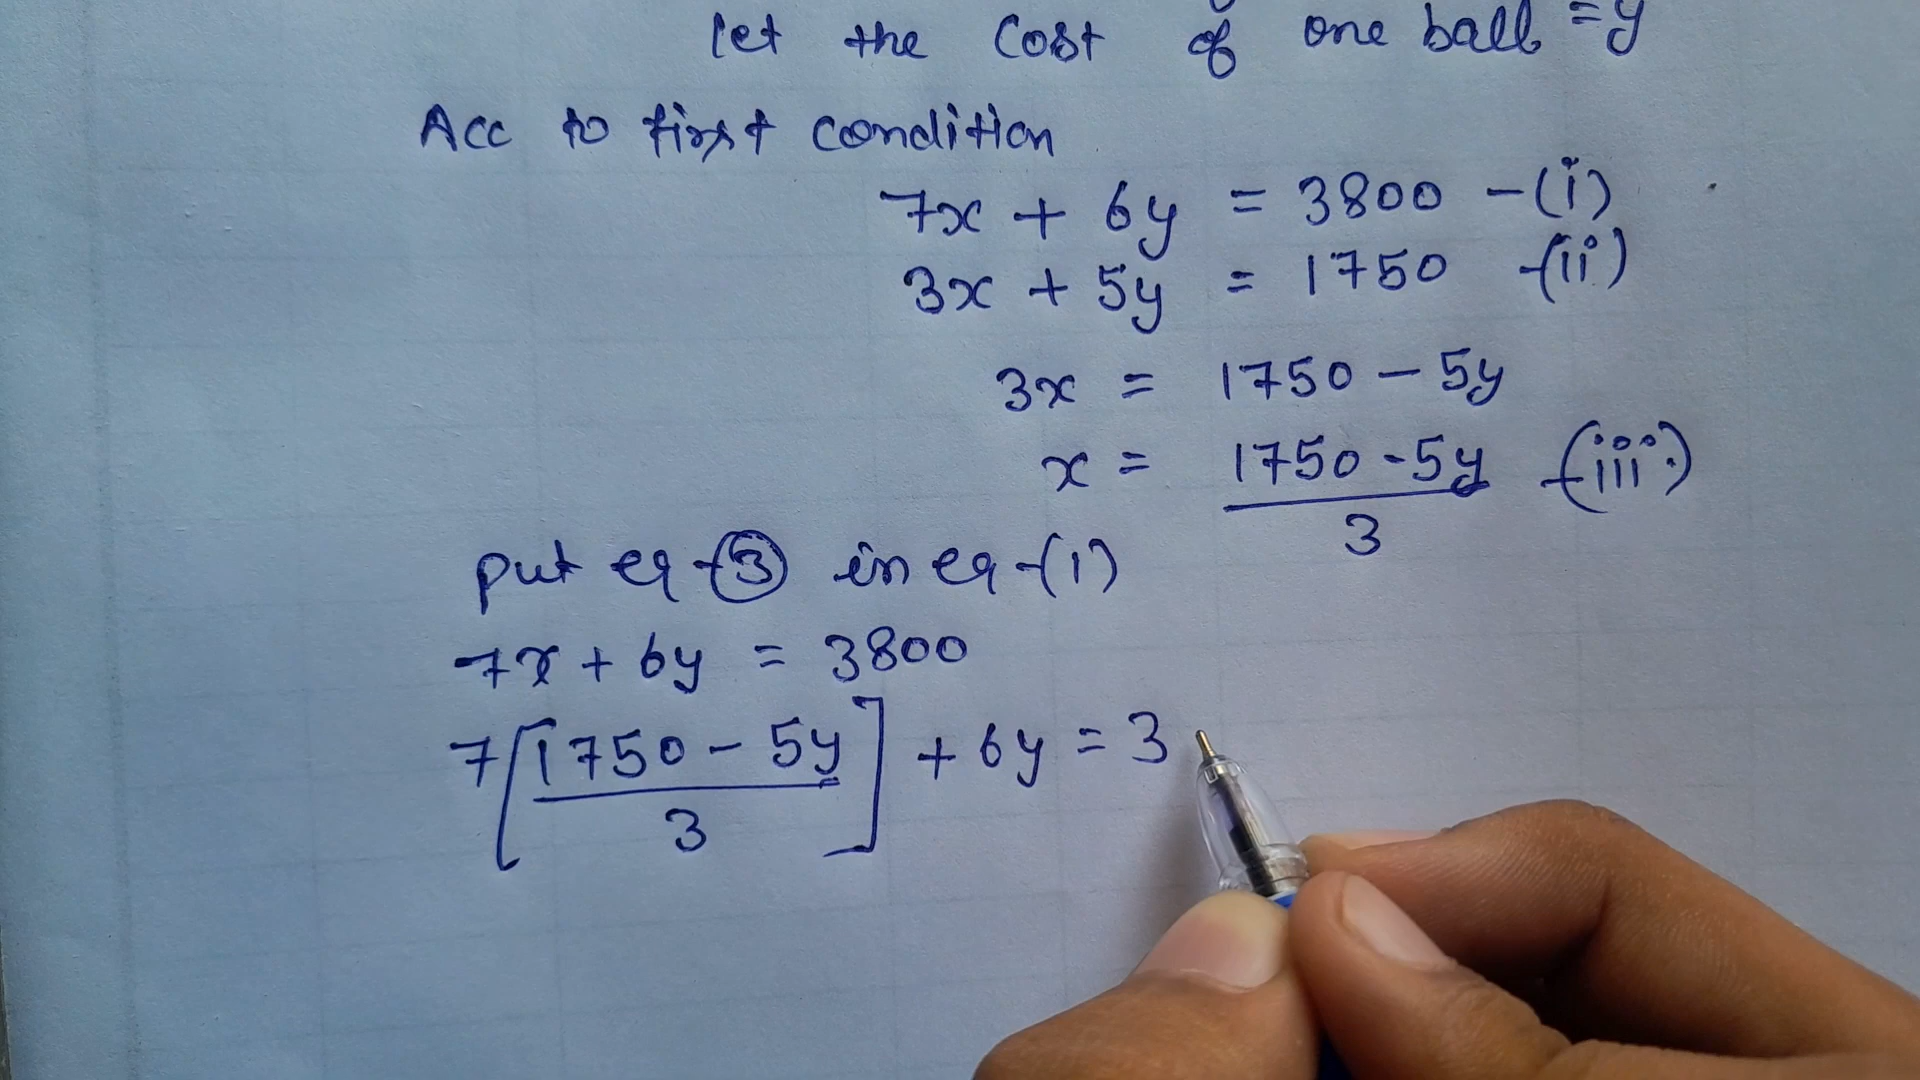 let the cost of one ball = y
Acc to first condition
7x + 6y = 3800 -(i)
3x + 5y = 1750 -(ii)
3x = 1750 - 5y
x = 1750 - 5y -(iii)
3
put eq-(3) in eq-(1)
7x + 6y = 3800
7[1750 - 5y] + 6y = 3
3